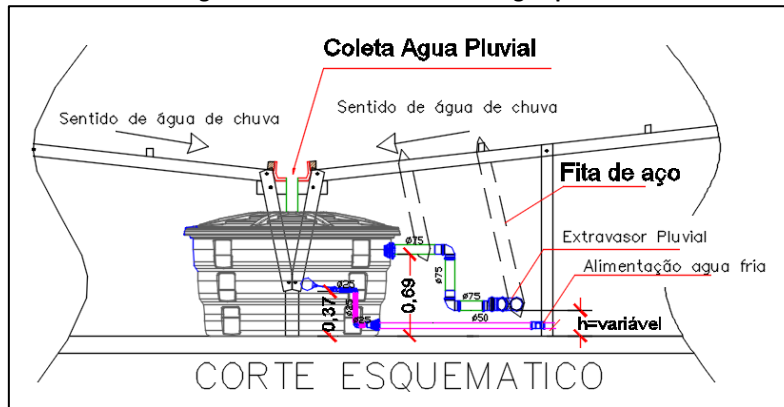 Coleta Agua Pluvial
Sentido de água de chuva
Sentido de água de chuva
Fita de aço
Extravasor Pluvial
Alimentação agua fria
ø75
ø75
ø75
ø50
ø25
0,37
0,69
h=variável
CORTE ESQUEMATICO